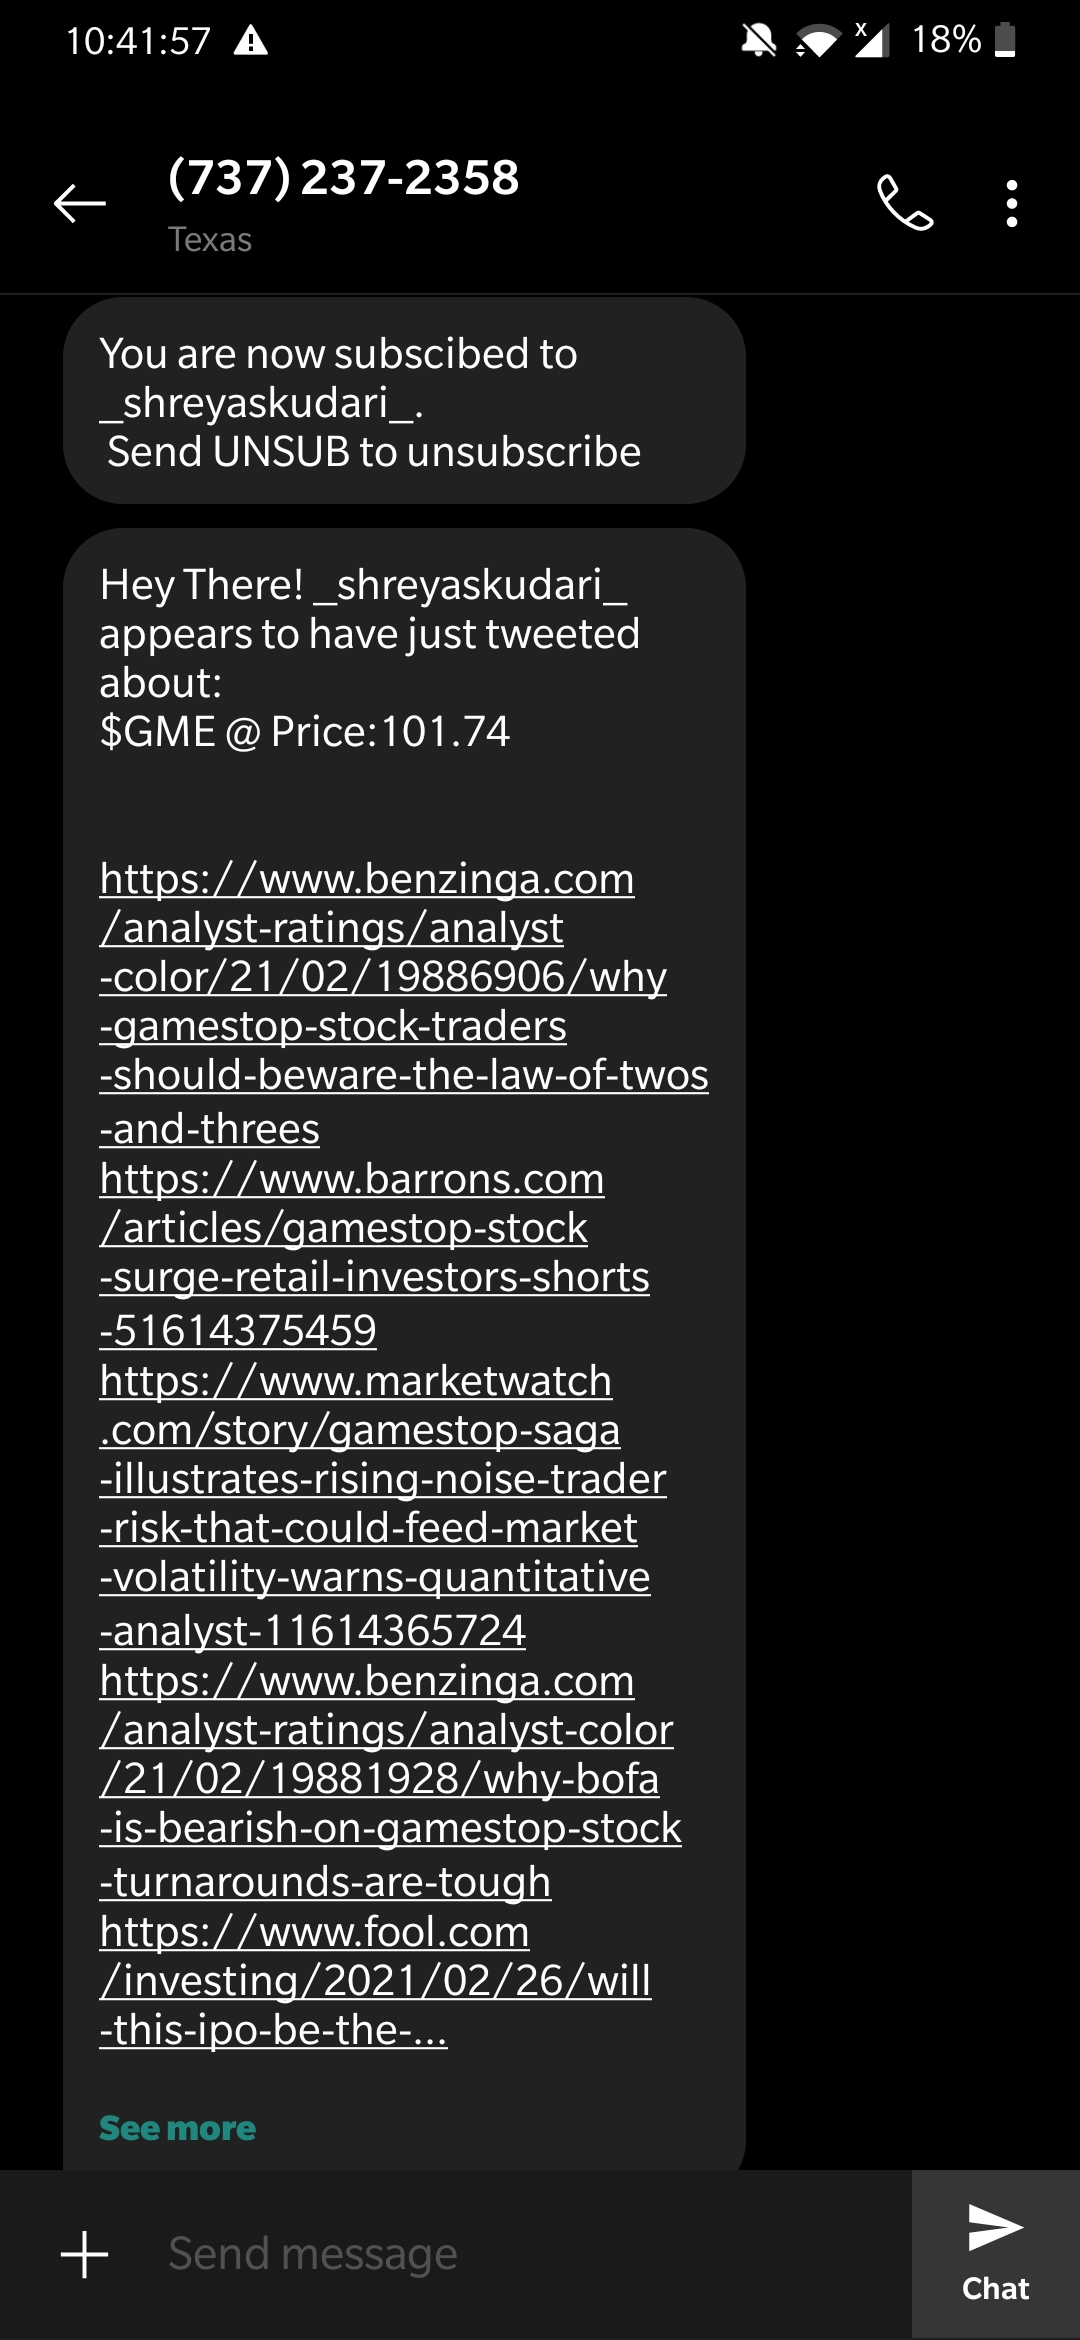 10:41:57
x
18%
(737) 237-2358
Texas
You are now subscibed to
_shreyaskudari_.
Send UNSUB to unsubscribe
Hey There! _shreyaskudari_
appears to have just tweeted
about:
$GME @ Price:101.74
https://www.benzinga.com
/analyst-ratings/analyst
-color/21/02/19886906/why
-gamestop-stock-traders
-should-beware-the-law-of-twos
-and-threes
https://www.barrons.com
/articles/gamestop-stock
-surge-retail-investors-shorts
-51614375459
https://www.marketwatch
.com/story/gamestop-saga
-illustrates-rising-noise-trader
-risk-that-could-feed-market
-volatility-warns-quantitative
-analyst-11614365724
https://www.benzinga.com
/analyst-ratings/analyst-color
/21/02/19881928/why-bofa
-is-bearish-on-gamestop-stock
-turnarounds-are-tough
https://www.fool.com
/investing/2021/02/26/will
-this-ipo-be-the-...
See more
Send message
Chat